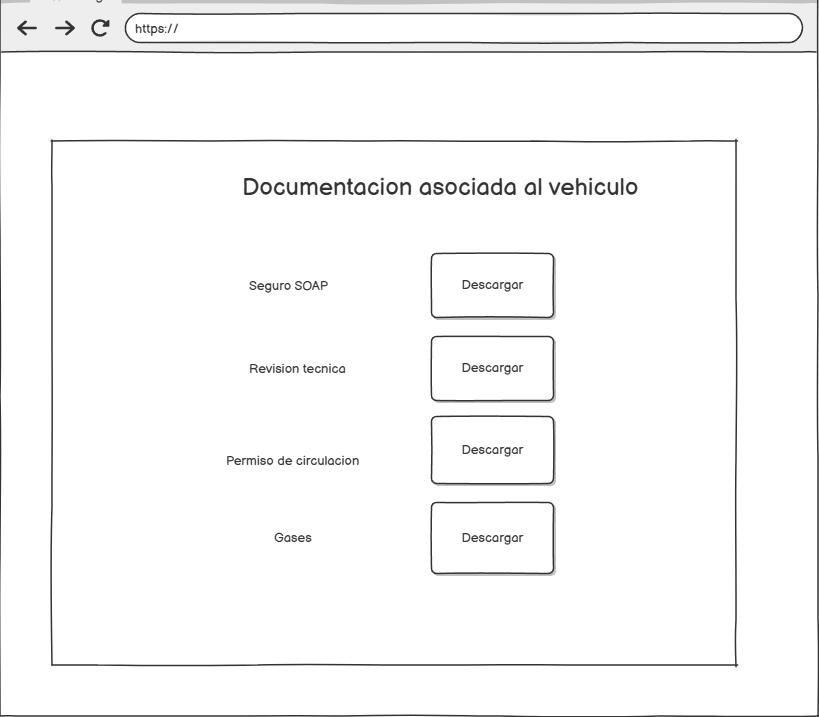 https://
Documentacion asociada al vehiculo
Seguro SOAP
Descargar
Revision tecnica
Descargar
Permiso de circulacion
Descargar
Gases
Descargar